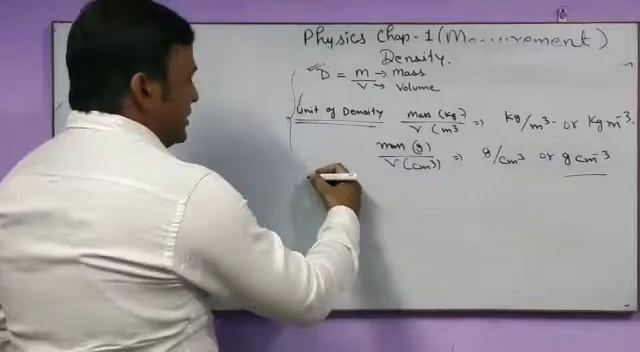 Physics Chap-1 (Measurement)
Density.
D = m/V → Mass → Volume
Unit of Density mass (kg)/V (m³ => kg/m³ or Kg m⁻³.
mass (g)/V (cm³) => g/cm³ or g cm⁻³